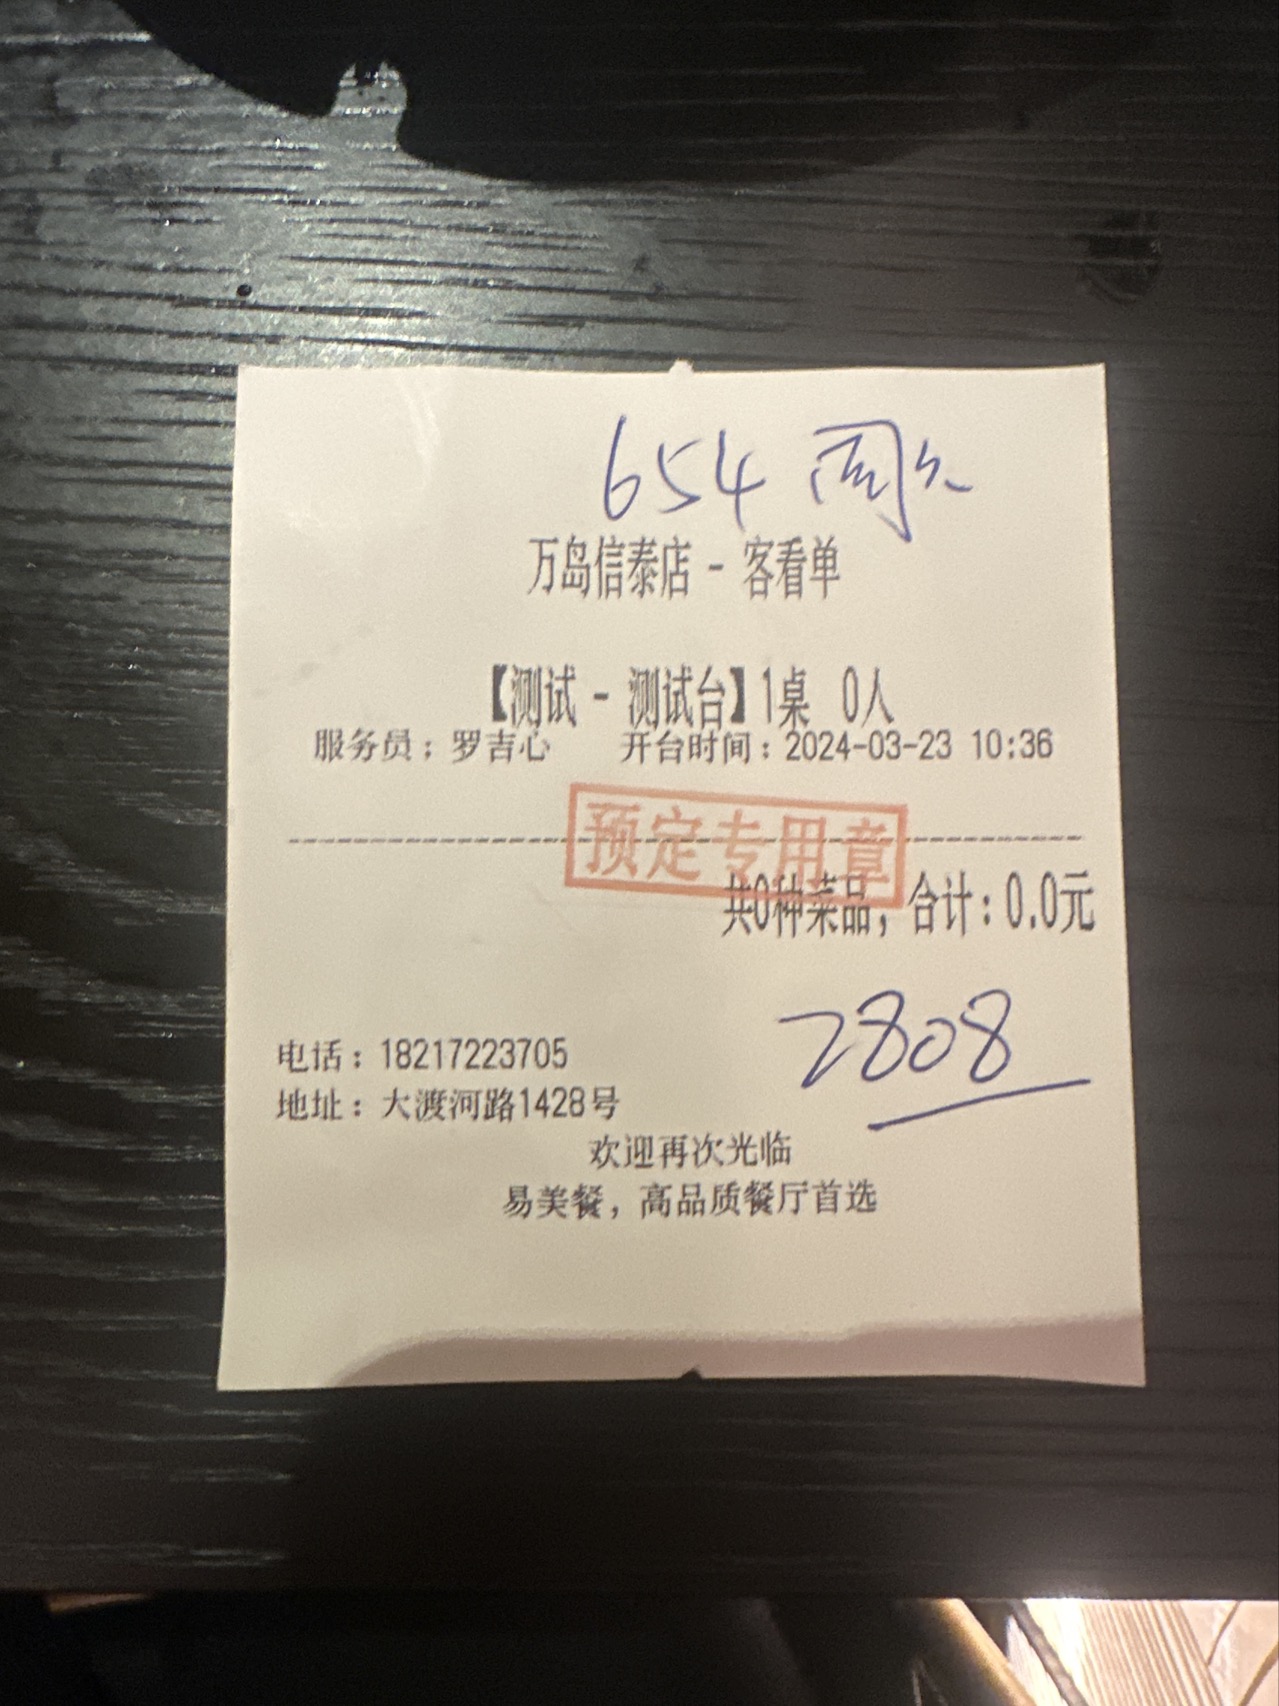 654
万岛信泰店 - 客看单
【测试 - 测试台】1桌 0人
服务员：罗吉心 开台时间：2024-03-23 10:36
预定专用章
共0种菜品，合计：0.0元
2808
电话：18217223705
地址：大渡河路1428号
欢迎再次光临
易美餐，高品质餐厅首选